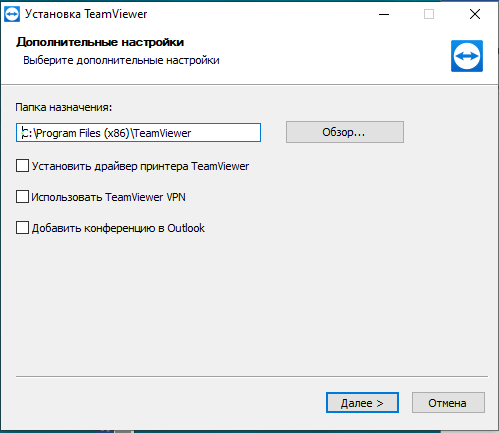 Установка TeamViewer
Дополнительные настройки
Выберите дополнительные настройки
Папка назначения:
C:\Program Files (x86)\TeamViewer
Обзор...
Установить драйвер принтера TeamViewer
Использовать TeamViewer VPN
Добавить конференцию в Outlook
Далее >
Отмена